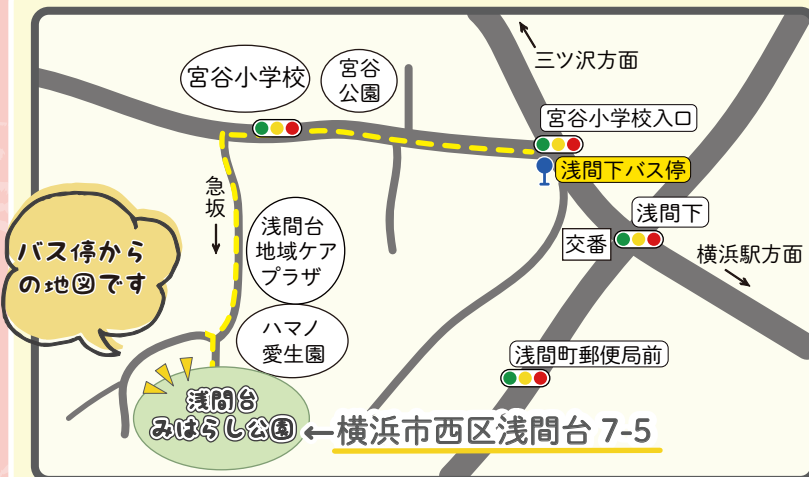 三ツ沢方面
宮谷小学校
宮谷
公園
宮谷小学校入口
浅間下バス停
急坂
浅間下
浅間台
地域ケア
プラザ
交番
横浜駅方面
バス停から
の地図です
ハマノ
愛生園
浅間町郵便局前
浅間台
みはらし公園
←横浜市西区浅間台 7-5